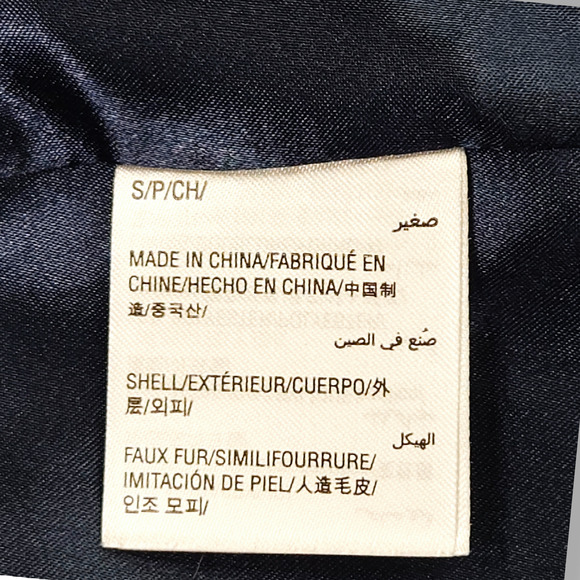 S/P/CH/
صغير
MADE IN CHINA/FABRIQUÉ EN
CHINE/HECHO EN CHINA/中国制
造/중국산/
صُنع في الصين
SHELL/EXTÉRIEUR/CUERPO/外
层/외피/
الهيكل
FAUX FUR/SIMILIFOURRURE/
IMITACIÓN DE PIEL/人造毛皮/
인조 모피/